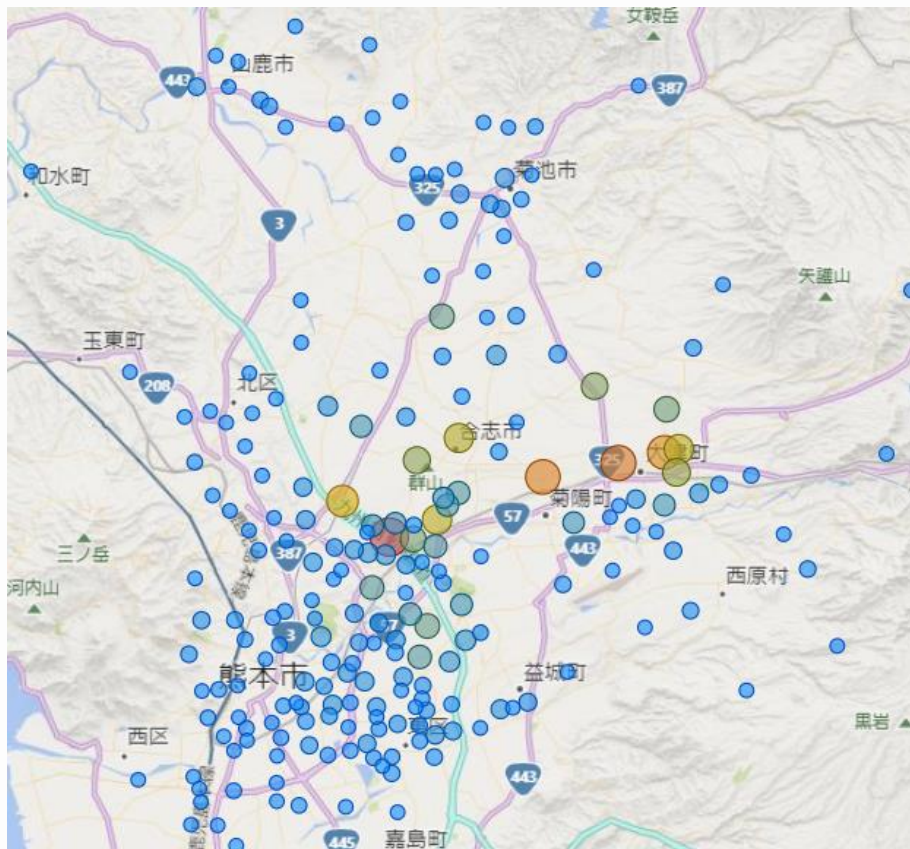 女鞍岳
山鹿市
443
387
和水町
菊池市
325
3
矢護山
玉東町
208
北区
合志市
325
大津町
群山
菊陽町
57
三ノ岳
387
443
河内山
西原村
3
57
熊本市
益城町
西区
東区
黒岩
443
嘉島町
445